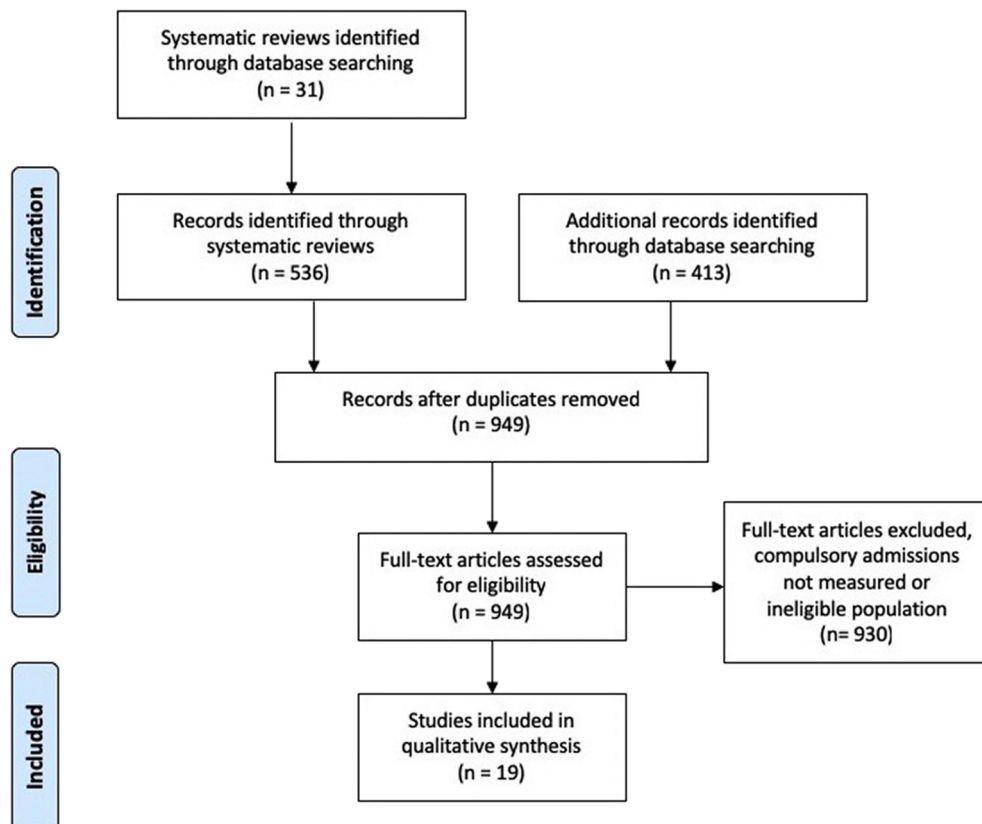 Systematic reviews identified
through database searching
(n = 31)
Identification
Records identified through
systematic reviews
(n = 536)
Additional records identified
through database searching
(n = 413)
Records after duplicates removed
(n = 949)
Eligibility
Full-text articles assessed
for eligibility
(n = 949)
Full-text articles excluded,
compulsory admissions
not measured or
ineligible population
(n= 930)
Included
Studies included in
qualitative synthesis
(n = 19)